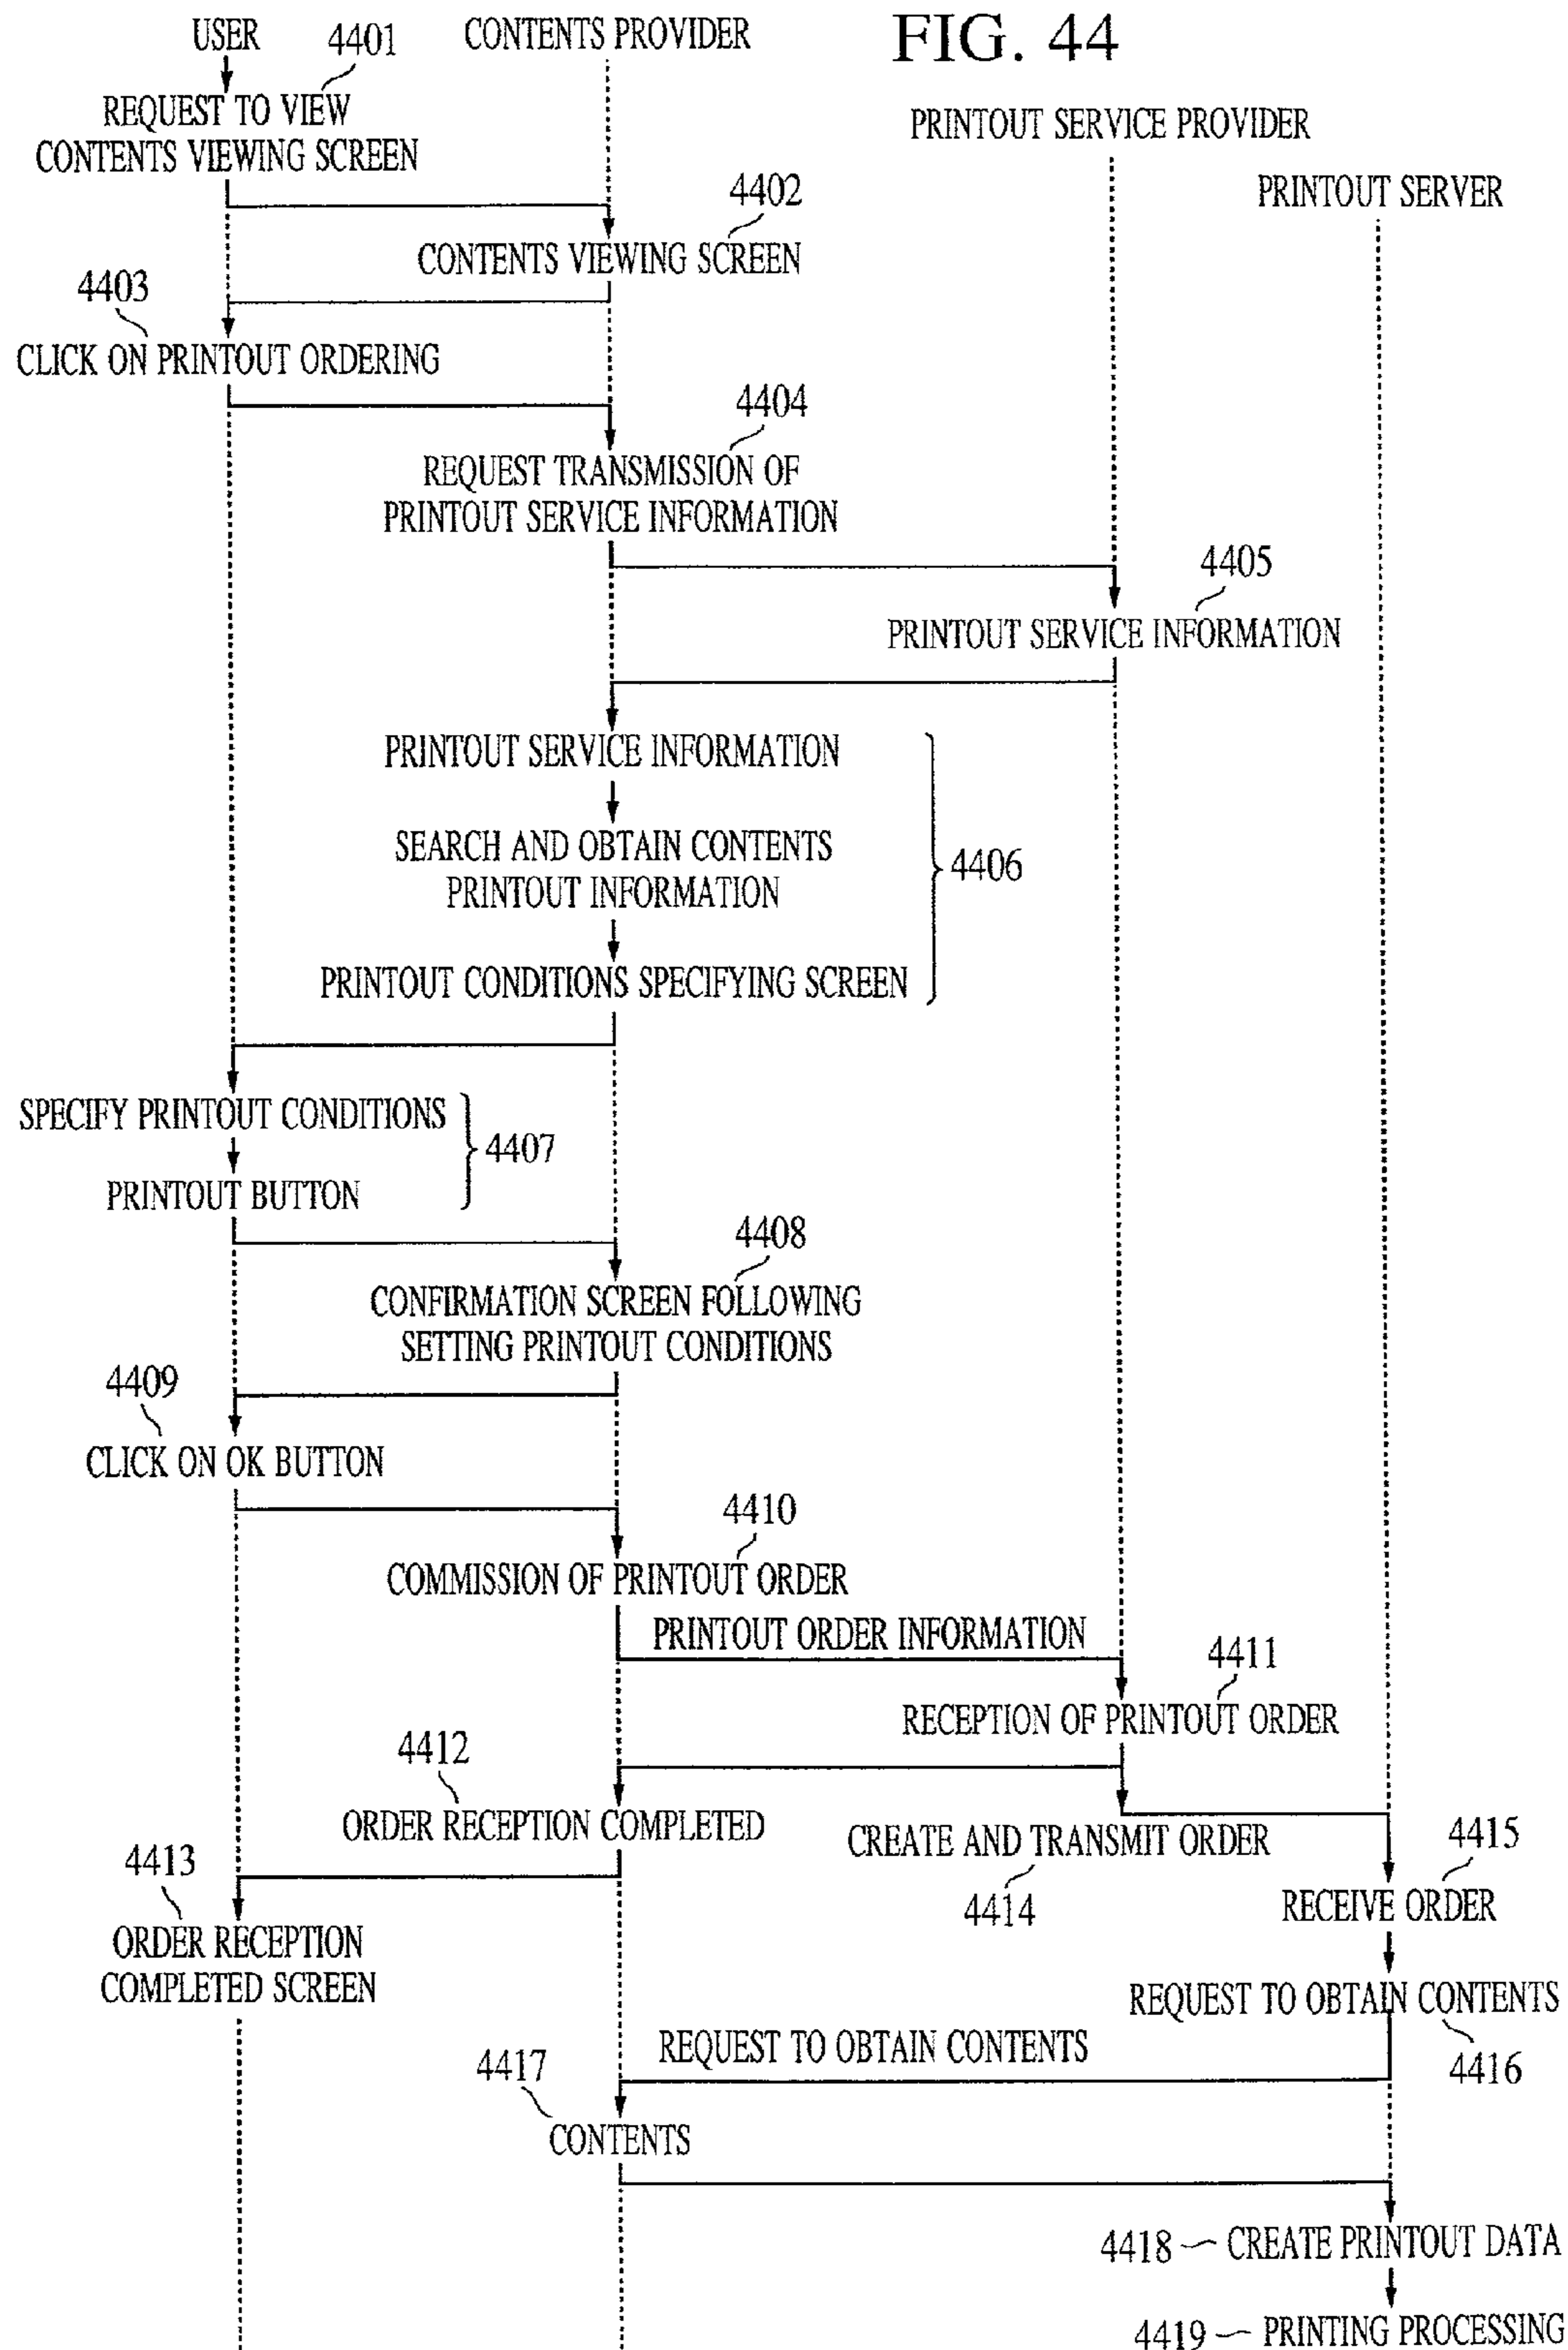 USER
4401
CONTENTS PROVIDER
FIG. 44
REQUEST TO VIEW
CONTENTS VIEWING SCREEN
PRINTOUT SERVICE PROVIDER
PRINTOUT SERVER
4402
CONTENTS VIEWING SCREEN
4403
CLICK ON PRINTOUT ORDERING
4404
REQUEST TRANSMISSION OF
PRINTOUT SERVICE INFORMATION
4405
PRINTOUT SERVICE INFORMATION
PRINTOUT SERVICE INFORMATION
SEARCH AND OBTAIN CONTENTS
PRINTOUT INFORMATION
4406
PRINTOUT CONDITIONS SPECIFYING SCREEN
SPECIFY PRINTOUT CONDITIONS
4407
PRINTOUT BUTTON
4408
CONFIRMATION SCREEN FOLLOWING
SETTING PRINTOUT CONDITIONS
4409
CLICK ON OK BUTTON
4410
COMMISSION OF PRINTOUT ORDER
PRINTOUT ORDER INFORMATION
4411
RECEPTION OF PRINTOUT ORDER
4412
ORDER RECEPTION COMPLETED
CREATE AND TRANSMIT ORDER
4414
4415
RECEIVE ORDER
4413
ORDER RECEPTION
COMPLETED SCREEN
REQUEST TO OBTAIN CONTENTS
4416
REQUEST TO OBTAIN CONTENTS
4417
CONTENTS
4418
CREATE PRINTOUT DATA
4419
PRINTING PROCESSING